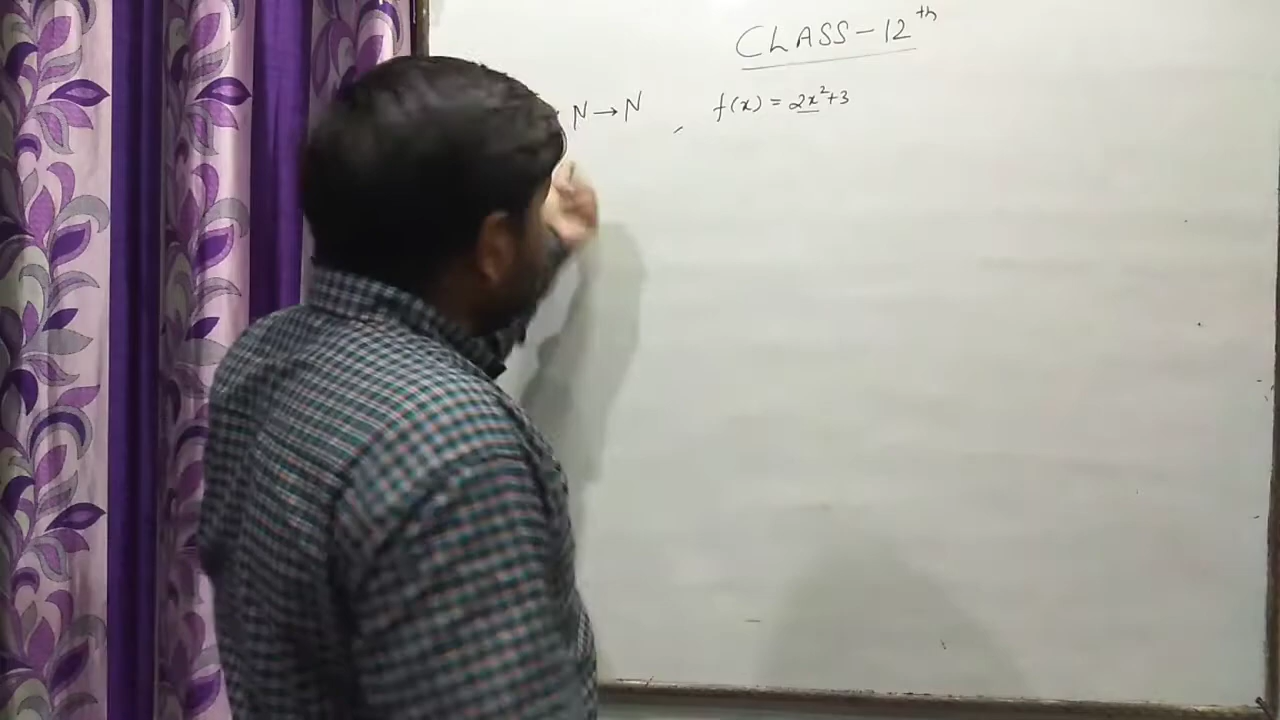 CLASS-12th
N→N , f(x) = 2x²+3